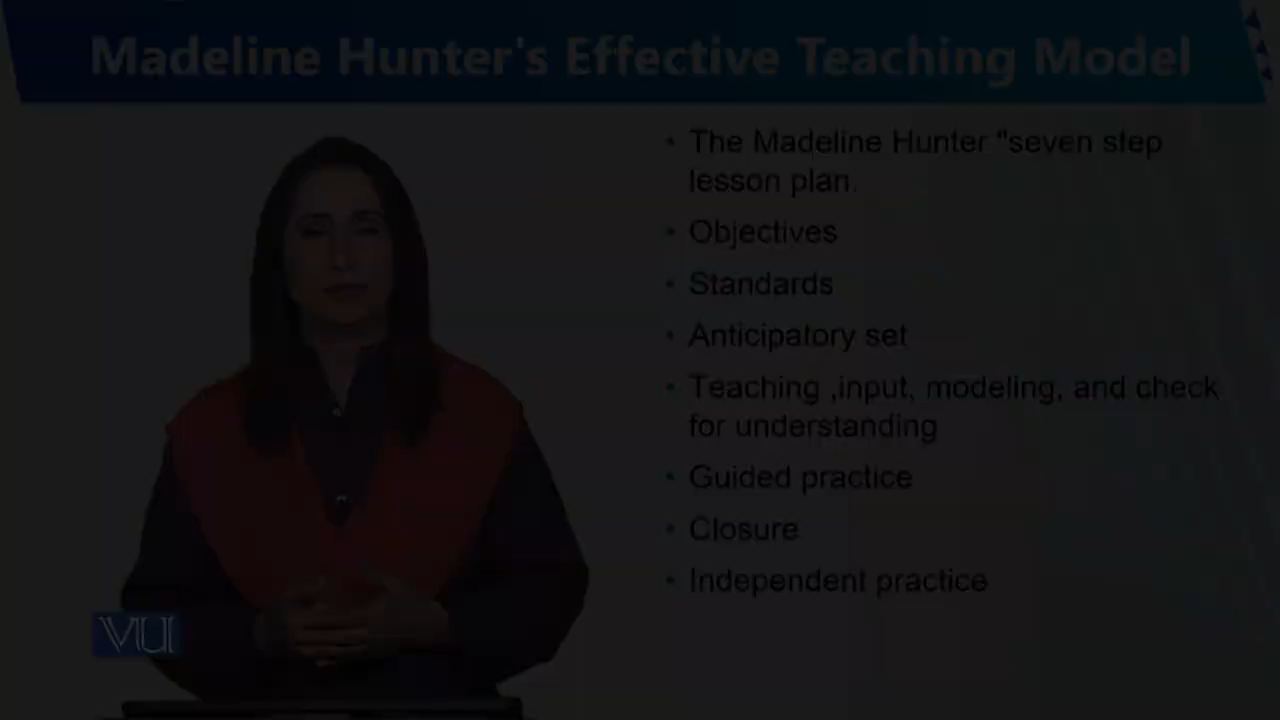 Madeline Hunter's Effective Teaching Model
• The Madeline Hunter "seven step
lesson plan.
• Objectives
• Standards
• Anticipatory set
• Teaching ,input, modeling, and check
for understanding
• Guided practice
• Closure
• Independent practice
VU